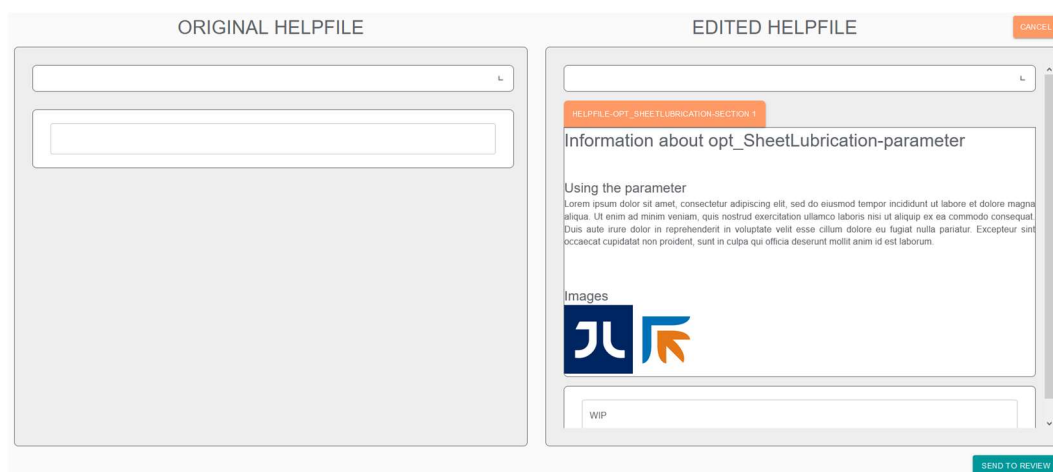 ORIGINAL HELPFILE
EDITED HELPFILE
CANCEL
HELPFILE-OPT_SHEETLUBRICATION-SECTION 1
Information about opt_SheetLubrication-parameter
Using the parameter
Lorem ipsum dolor sit amet, consectetur adipiscing elit, sed do eiusmod tempor incididunt ut labore et dolore magna
aliqua. Ut enim ad minim veniam, quis nostrud exercitation ullamco laboris nisi ut aliquip ex ea commodo consequat.
Duis aute irure dolor in reprehenderit in voluptate velit esse cillum dolore eu fugiat nulla pariatur. Excepteur sint
occaecat cupidatat non proident, sunt in culpa qui officia deserunt mollit anim id est laborum.
Images
WIP
SEND TO REVIEW